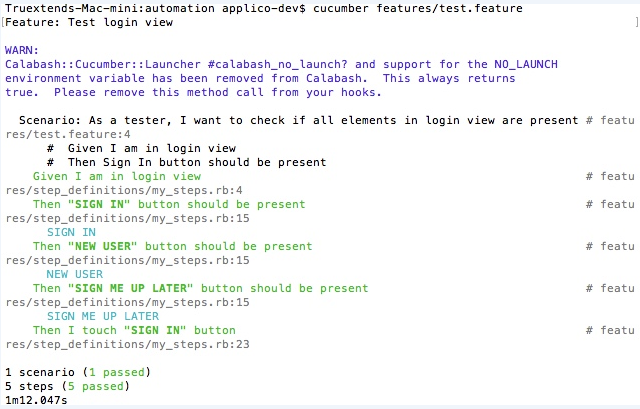 Truextends-Mac-mini:automation applico-dev$ cucumber features/test.feature
[Feature: Test login view ]
WARN:
Calabash::Cucumber::Launcher #calabash_no_launch? and support for the NO_LAUNCH
environment variable has been removed from Calabash.  This always returns
true.  Please remove this method call from your hooks.
  Scenario: As a tester, I want to check if all elements in login view are present # featu
res/test.feature:4
      #  Given I am in login view
      #  Then Sign In button should be present
    Given I am in login view # featu
res/step_definitions/my_steps.rb:4
    Then "SIGN IN" button should be present # featu
res/step_definitions/my_steps.rb:15
      SIGN IN
    Then "NEW USER" button should be present # featu
res/step_definitions/my_steps.rb:15
      NEW USER
    Then "SIGN ME UP LATER" button should be present # featu
res/step_definitions/my_steps.rb:15
      SIGN ME UP LATER
    Then I touch "SIGN IN" button # featu
res/step_definitions/my_steps.rb:23
1 scenario (1 passed)
5 steps (5 passed)
1m12.047s